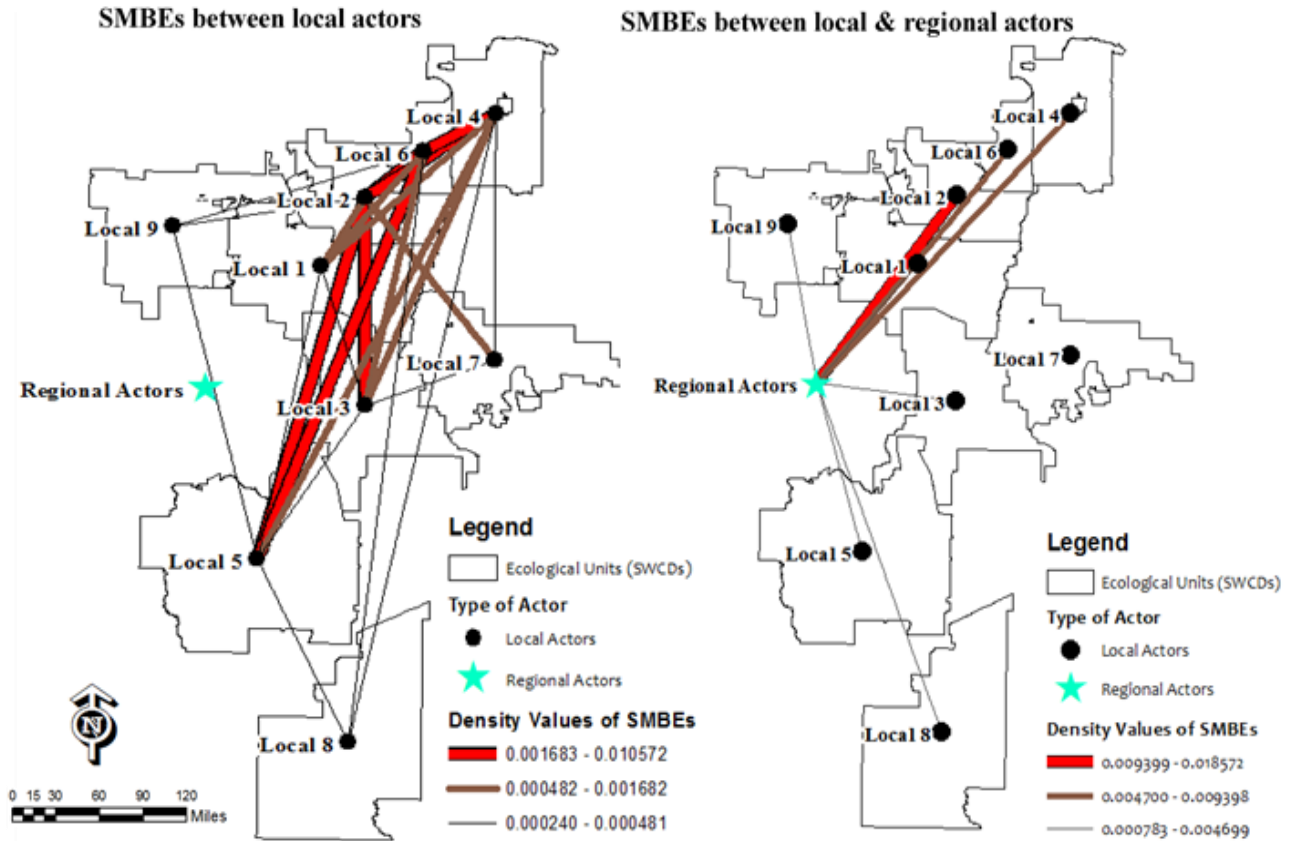 SMBEs between local actors
Local 4
Local 6
Local 2
Local 9
Local 1
Local 7
Regional Actors
Local 3
Local 5
Local 8
Legend
Ecological Units (SWCDs)
Type of Actor
Local Actors
Regional Actors
Density Values of SMBEs
0.001683 - 0.010572
0.000482 - 0.001682
0.000240 - 0.000481
N
0 15 30 60 90 120
Miles
SMBEs between local & regional actors
Local 4
Local 6
Local 2
Local 9
Local 1
Local 7
Regional Actors
Local 3
Local 5
Local 8
Legend
Ecological Units (SWCDs)
Type of Actor
Local Actors
Regional Actors
Density Values of SMBEs
0.009399 - 0.018572
0.004700 - 0.009398
0.000783 - 0.004699